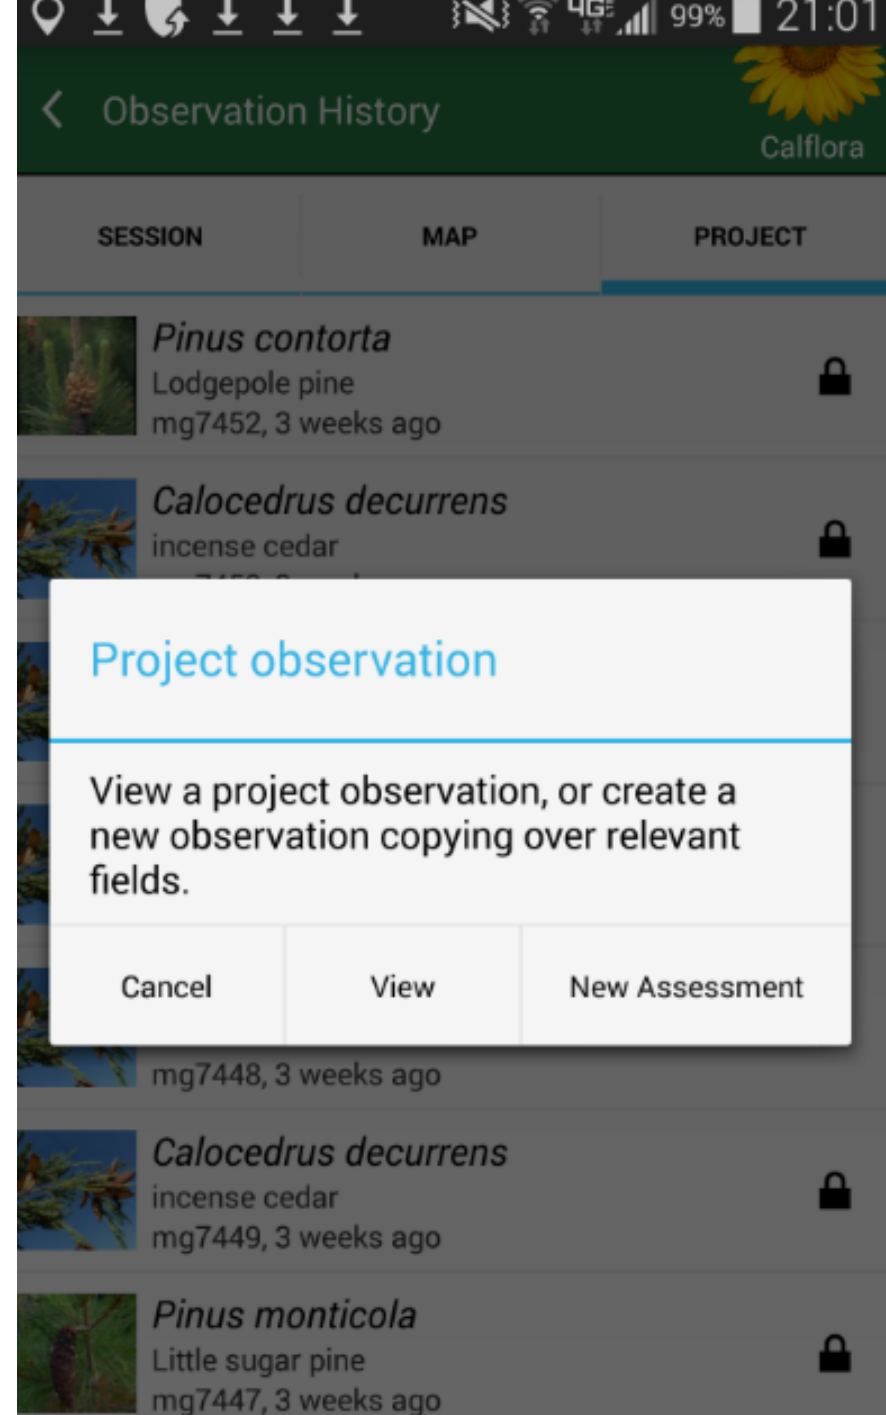 4G 99% 21:01
Observation History
Calflora
SESSION MAP PROJECT
Pinus contorta
Lodgepole pine
mg7452, 3 weeks ago
Calocedrus decurrens
incense cedar
Project observation
View a project observation, or create a
new observation copying over relevant
fields.
Cancel View New Assessment
mg7448, 3 weeks ago
Calocedrus decurrens
incense cedar
mg7449, 3 weeks ago
Pinus monticola
Little sugar pine
mg7447, 3 weeks ago